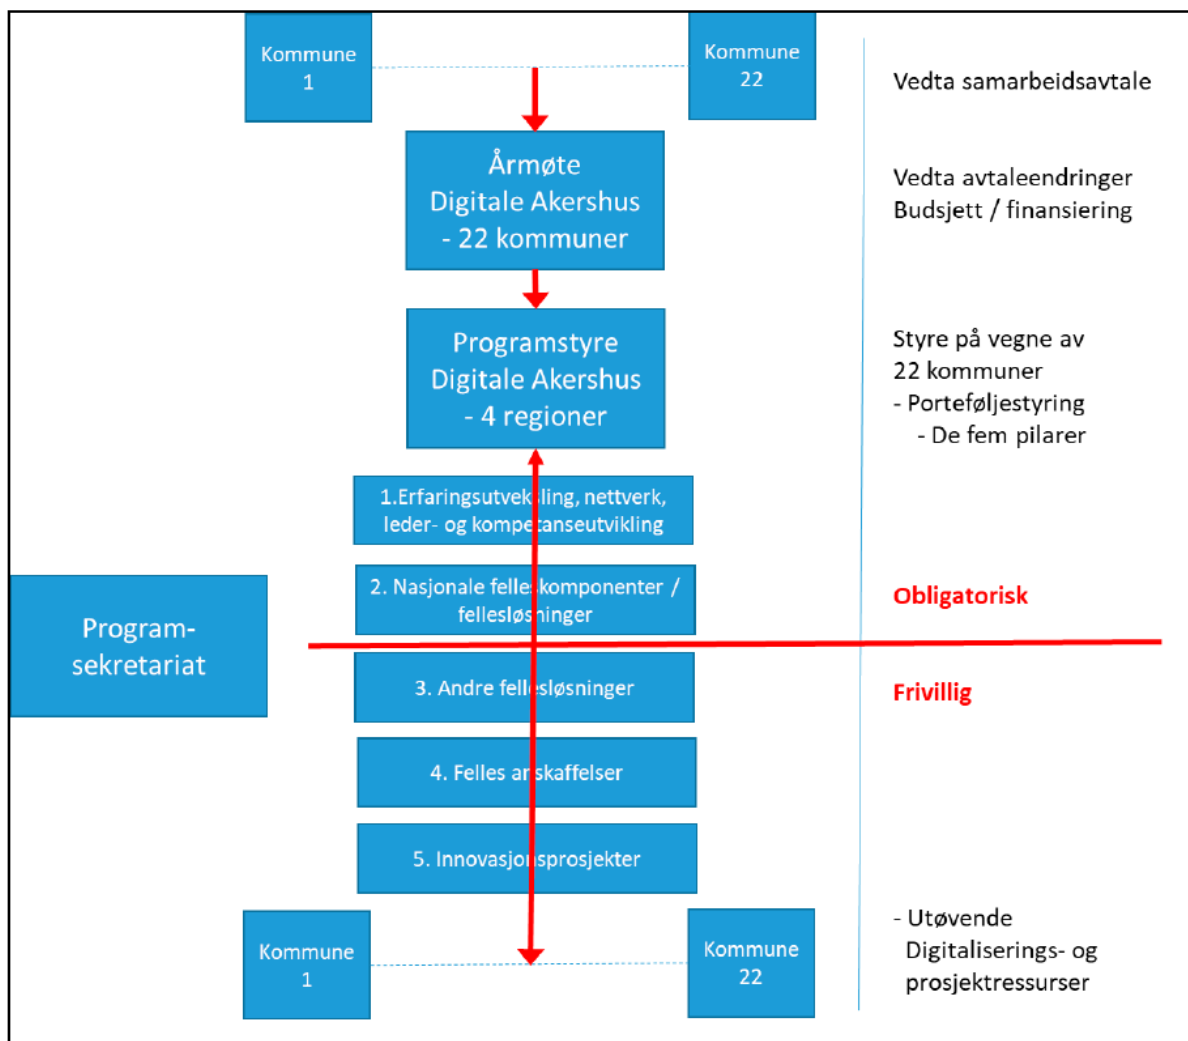 Kommune
1
Kommune
22
Vedta samarbeidsavtale
Årmøte
Digitale Akershus
- 22 kommuner
Vedta avtaleendringer
Budsjett / finansiering
Programstyre
Digitale Akershus
- 4 regioner
Styre på vegne av
22 kommuner
- Porteføljestyring
- De fem pilarer
1.Erfaringsutveksling, nettverk,
leder- og kompetanseutvikling
2. Nasjonale felleskomponenter /
fellesløsninger
Obligatorisk
Program-
sekretariat
3. Andre fellesløsninger
Frivillig
4. Felles anskaffelser
5. Innovasjonsprosjekter
Kommune
1
Kommune
22
- Utøvende
Digitaliserings- og
prosjektressurser